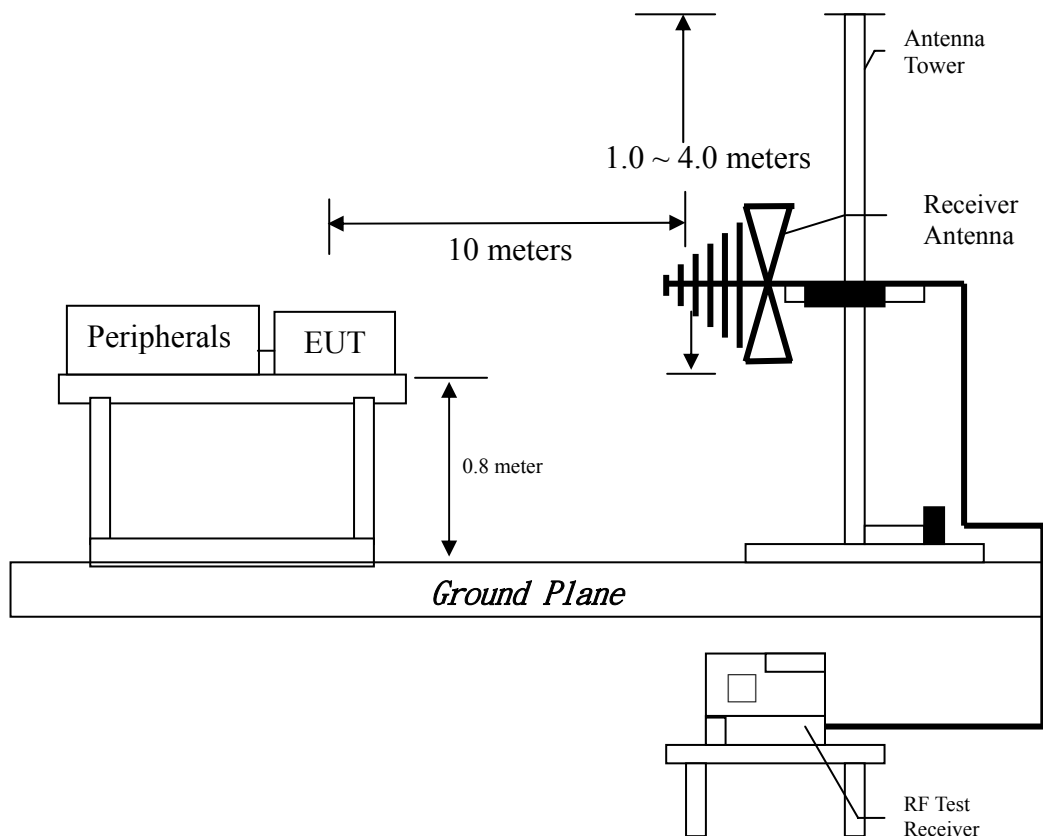 Antenna
Tower
1.0 ~ 4.0 meters
Receiver
Antenna
10 meters
Peripherals
EUT
0.8 meter
Ground Plane
RF Test
Receiver